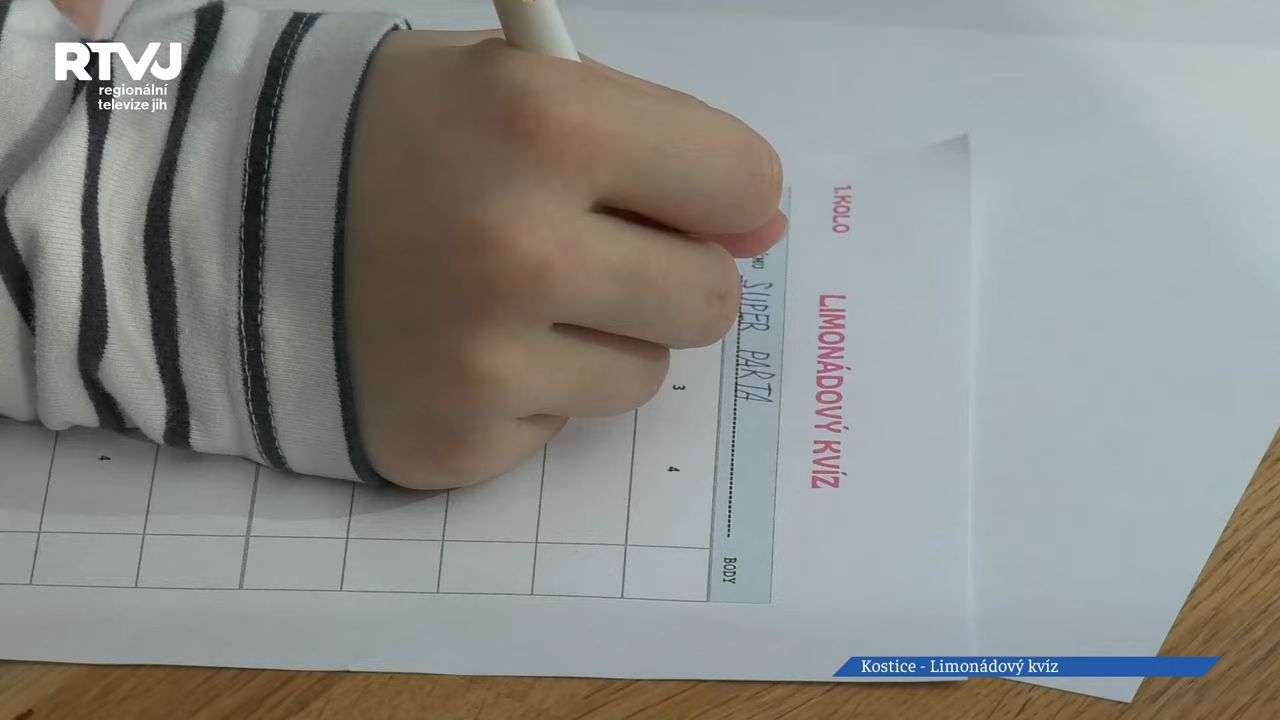 RTVJ
regionální
televize jih
1.KOLO
LIMONÁDOVÝ KVÍZ
SUPER PARTA
BODY
3
4
4
Kostice - Limonádový kvíz